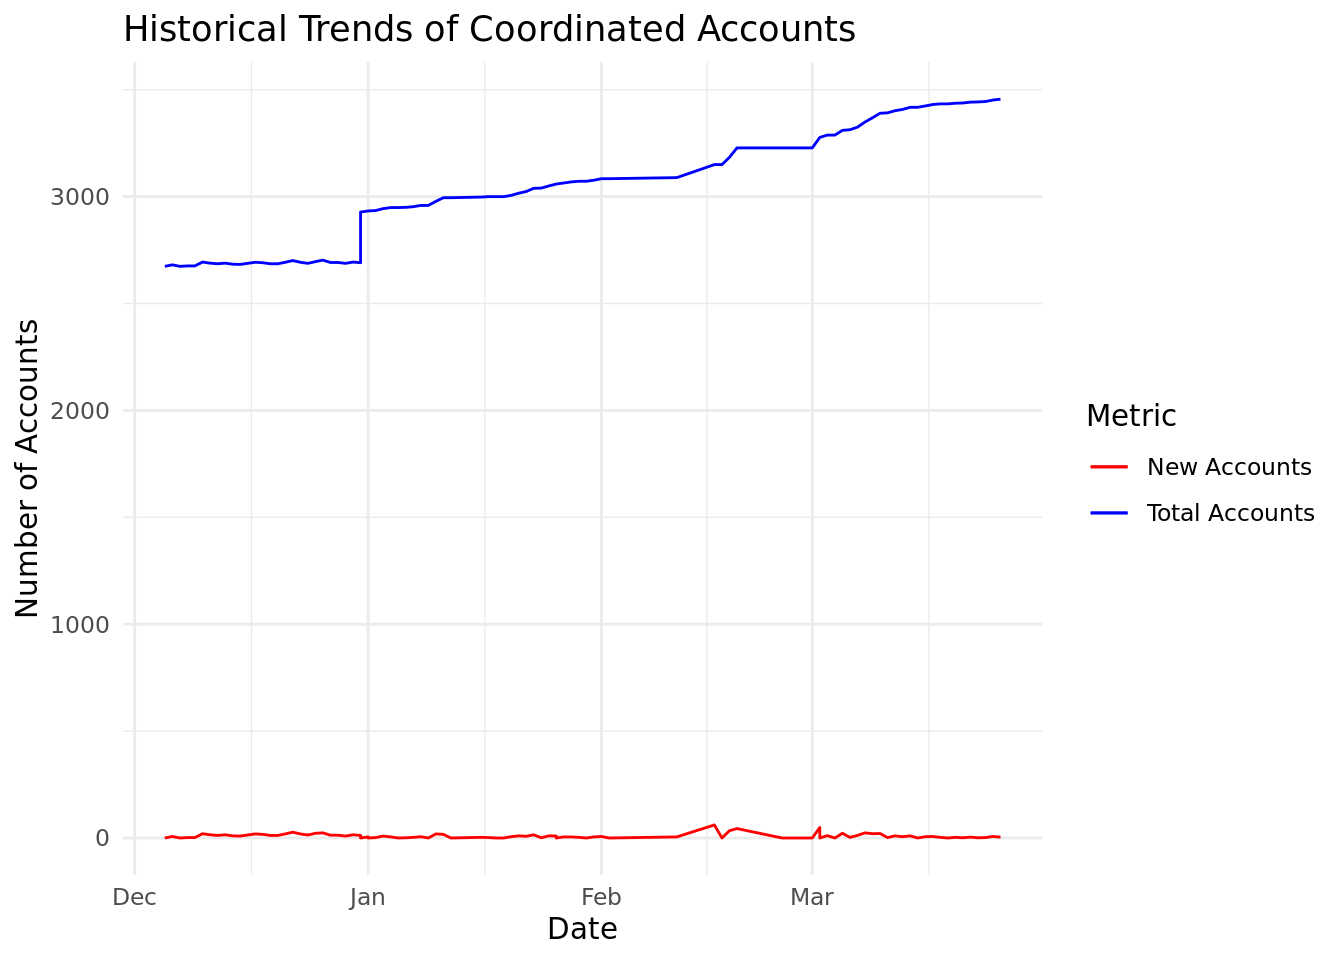 Historical Trends of Coordinated Accounts
Number of Accounts
3000
2000
1000
0
Dec
Jan
Feb
Mar
Date
Metric
New Accounts
Total Accounts